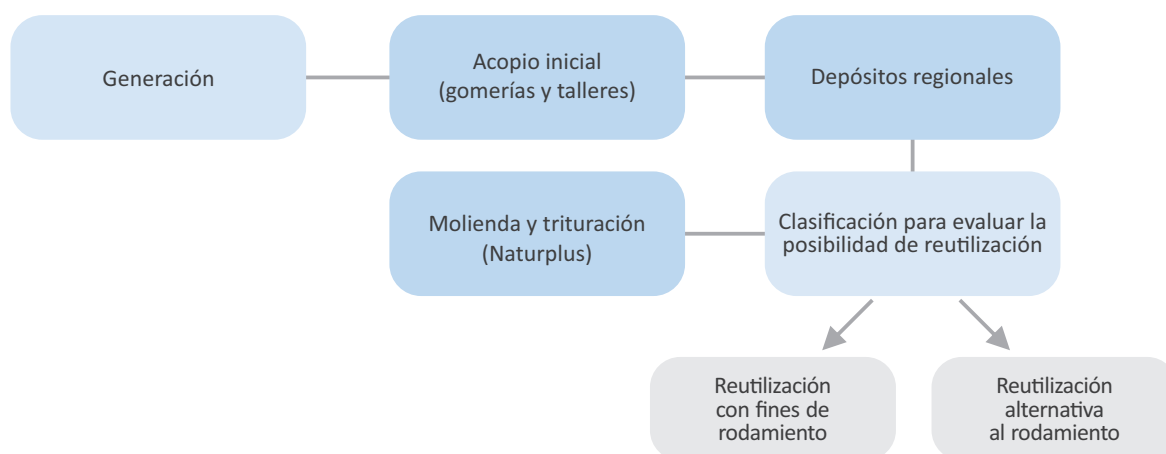 Generación
Acopio inicial
(gomerías y talleres)
Depósitos regionales
Molienda y trituración
(Naturplus)
Clasificación para evaluar la
posibilidad de reutilización
Reutilización
con fines de
rodamiento
Reutilización
alternativa
al rodamiento